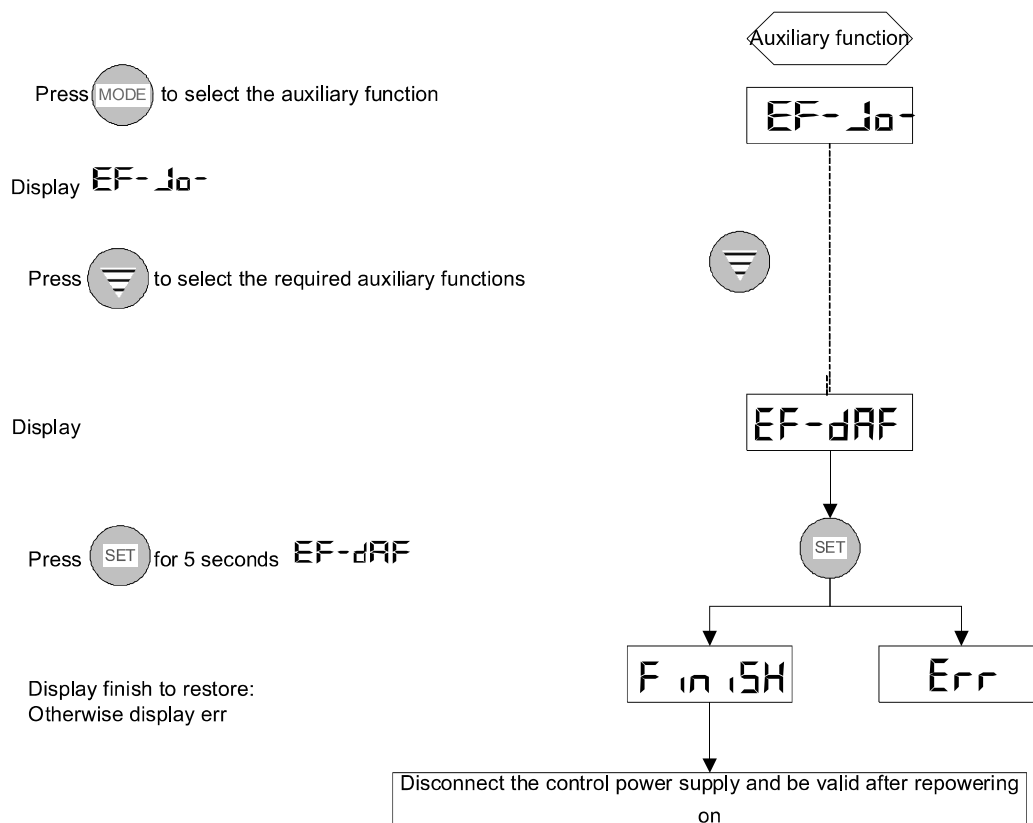 Auxiliary function
Press MODE to select the auxiliary function
EF-Jo-
Display EF-Jo-
Press to select the required auxiliary functions
Display
EF-dAF
Press SET for 5 seconds EF-dAF
SET
FiniSH
Err
Display finish to restore:
Otherwise display err
Disconnect the control power supply and be valid after repowering
on